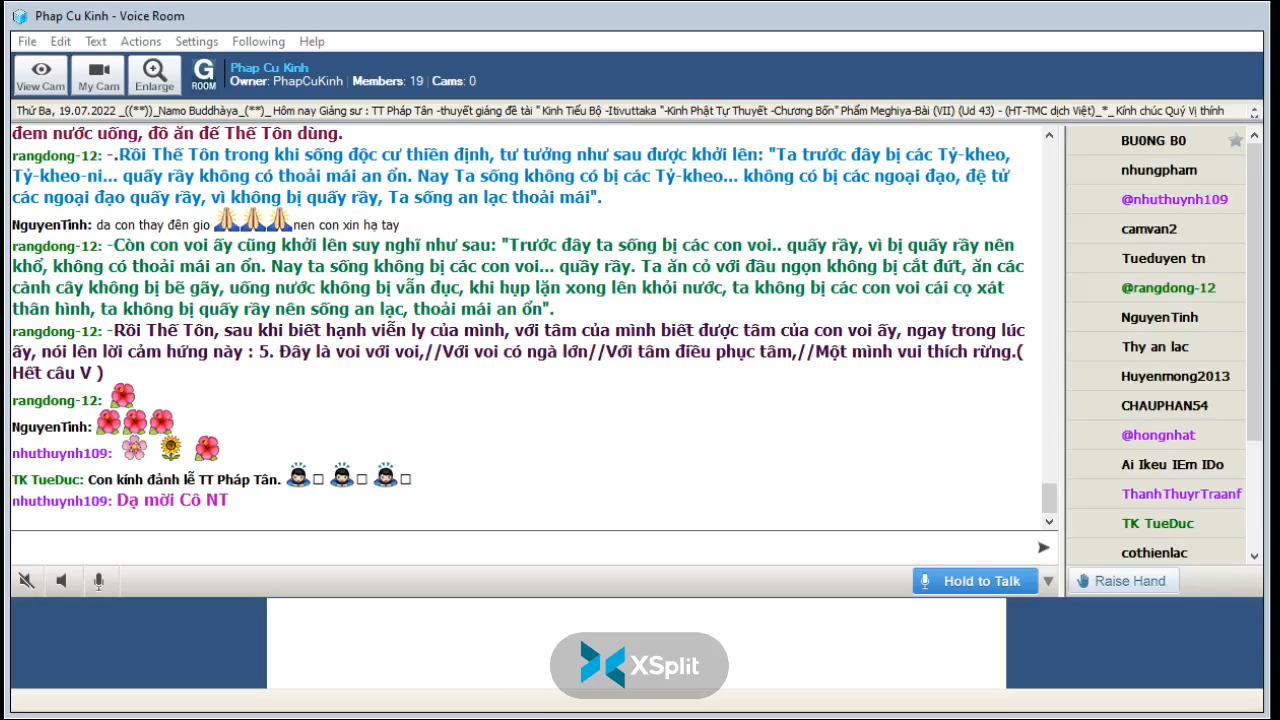 Phap Cu Kinh - Voice Room
File Edit Text Actions Settings Following Help
View Cam
My Cam
Enlarge
G
ROOM
Phap Cu Kinh
Owner: PhapCuKinh | Members: 19 | Cams: 0
Thứ Ba, 19.07.2022 _((**))_Namo Buddhàya_(**)_ Hôm nay Giảng sư : TT Pháp Tân -thuyết giảng đề tài " Kinh Tiểu Bộ -Itivuttaka "-Kinh Phật Tự Thuyết -Chương Bốn" Phẩm Meghiya-Bài (VII) (Ud 43) - (HT-TMC dịch Việt)_*_ Kính chúc Quý Vị thính
đem nước uống, đồ ăn để Thế Tôn dùng.
rangdong-12: -.Rồi Thế Tôn trong khi sống độc cư thiền định, tư tưởng như sau được khởi lên: "Ta trước đây bị các Tỷ-kheo,
Tỷ-kheo-ni... quấy rầy không có thoải mái an ổn. Nay Ta sống không có bị các Tỷ-kheo... không có bị các ngoại đạo, đệ tử
các ngoại đạo quấy rầy, vì không bị quấy rầy, Ta sống an lạc thoải mái".
NguyenTinh: da con thay đên gio 🙏🙏🙏nen con xin hạ tay
rangdong-12: -Còn con voi ấy cũng khởi lên suy nghĩ như sau: "Trước đây ta sống bị các con voi.. quấy rầy, vì bị quấy rầy nên
khổ, không có thoải mái an ổn. Nay ta sống không bị các con voi... quầy rầy. Ta ăn cỏ với đầu ngọn không bị cắt đứt, ăn các
cành cây không bị bẽ gãy, uống nước không bị vẩn đục, khi hụp lặn xong lên khỏi nước, ta không bị các con voi cái cọ xát
thân hình, ta không bị quấy rầy nên sống an lạc, thoải mái an ổn".
rangdong-12: -Rồi Thế Tôn, sau khi biết hạnh viễn ly của mình, với tâm của mình biết được tâm của con voi ấy, ngay trong lúc
ấy, nói lên lời cảm hứng này : 5. Đây là voi với voi,//Với voi có ngà lớn//Với tâm điều phục tâm,//Một mình vui thích rừng.(
Hết câu V )
rangdong-12: 🌺
NguyenTinh: 🌺🌺🌺
nhuthuynh109: 🌸 🌻 🌺
TK TueDuc: Con kính đảnh lễ TT Pháp Tân. 🙇□ 🙇□ 🙇□
nhuthuynh109: Dạ mời Cô NT
BUÔNG BỎ
nhungpham
@nhuthuynh109
camvan2
Tueduyen tn
@rangdong-12
NguyenTinh
Thy an lac
Huyenmong2013
CHAUPHAN54
@hongnhat
Ai lkeu IEm IDo
ThanhThuyrTraanf
TK TueDuc
cothienlac
Hold to Talk
Raise Hand
XSplit